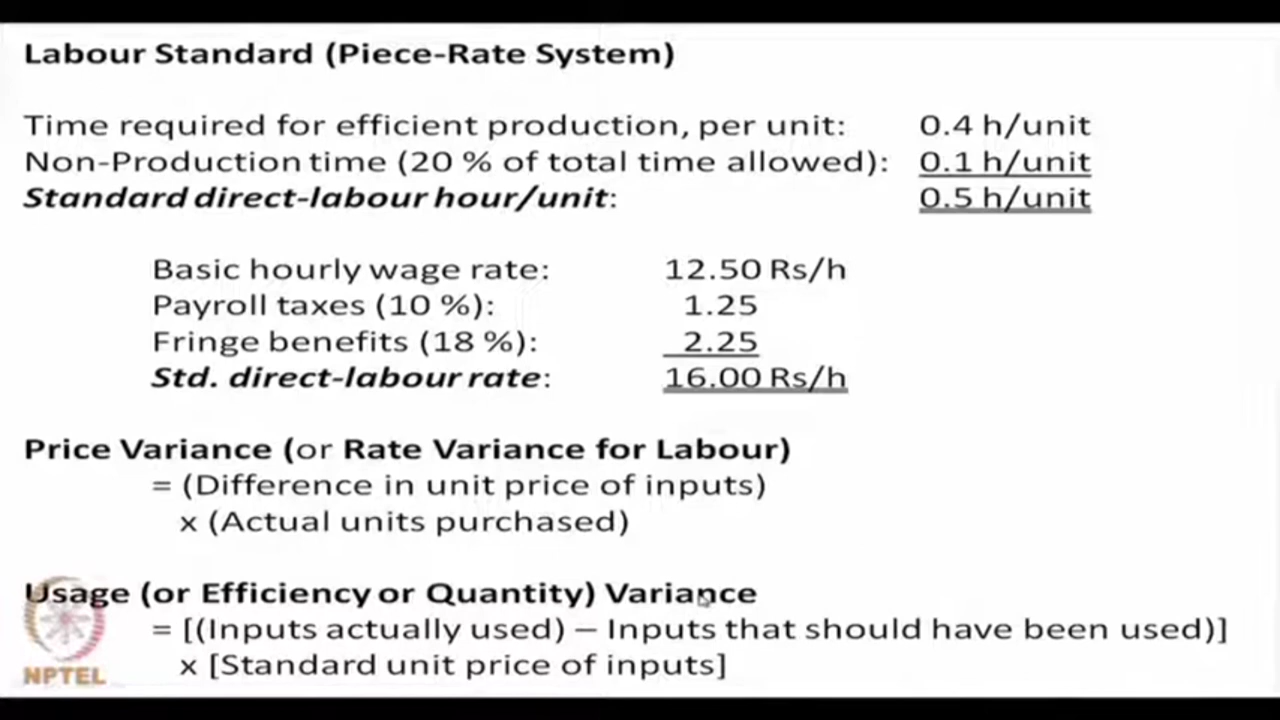 Labour Standard (Piece-Rate System)
Time required for efficient production, per unit: 0.4 h/unit
Non-Production time (20 % of total time allowed): 0.1 h/unit
Standard direct-labour hour/unit: 0.5 h/unit
Basic hourly wage rate: 12.50 Rs/h
Payroll taxes (10 %): 1.25
Fringe benefits (18 %): 2.25
Std. direct-labour rate: 16.00 Rs/h
Price Variance (or Rate Variance for Labour)
= (Difference in unit price of inputs)
x (Actual units purchased)
Usage (or Efficiency or Quantity) Variance
= [(Inputs actually used) – Inputs that should have been used)]
x [Standard unit price of inputs]
NPTEL